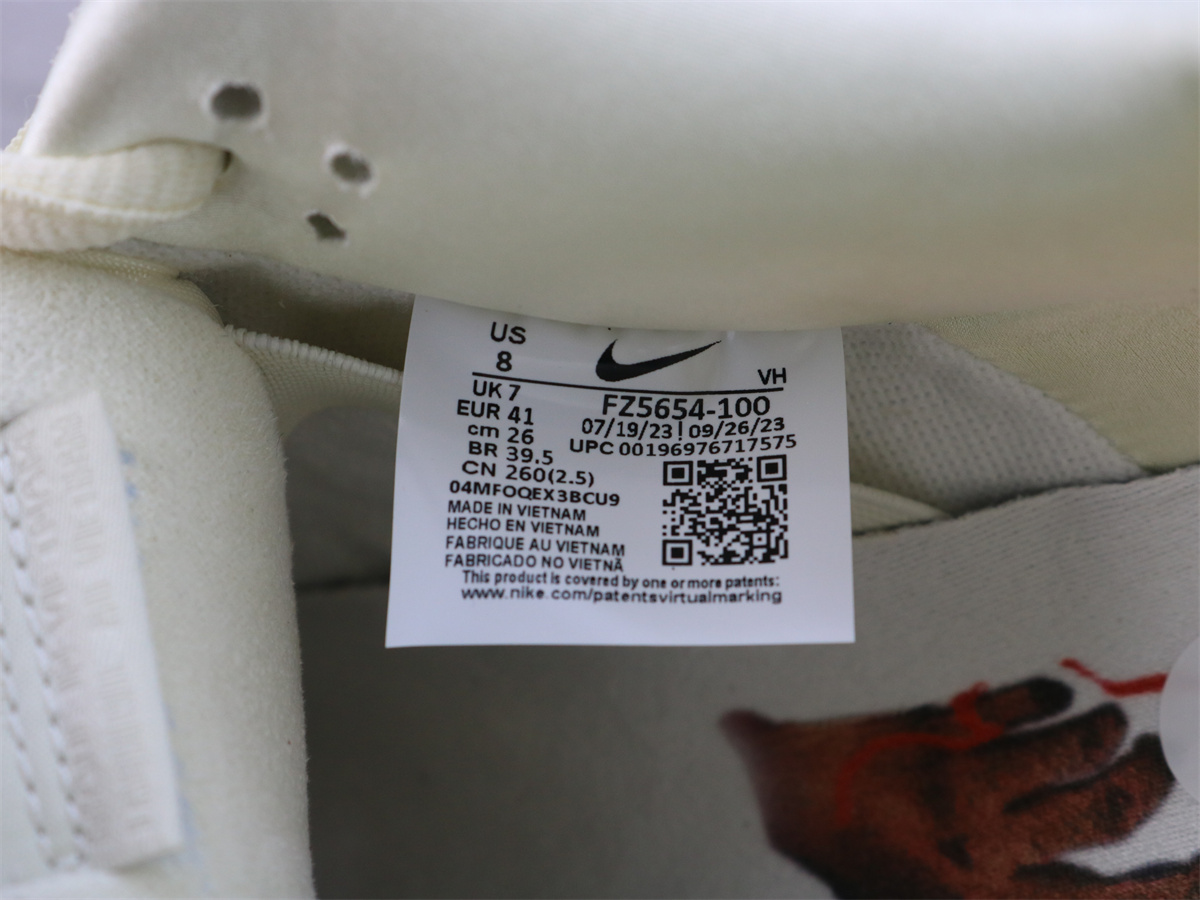 US
8
VH
UK 7
FZ5654-100
EUR 41
07/19/23|09/26/23
cm 26
UPC 00196976717575
BR 39.5
CN 260(2.5)
04MFOQEX3BCU9
MADE IN VIETNAM
HECHO EN VIETNAM
FABRIQUE AU VIETNAM
FABRICADO NO VIETNÃ
This product is covered by one or more patents:
www.nike.com/patentsvirtualmarking